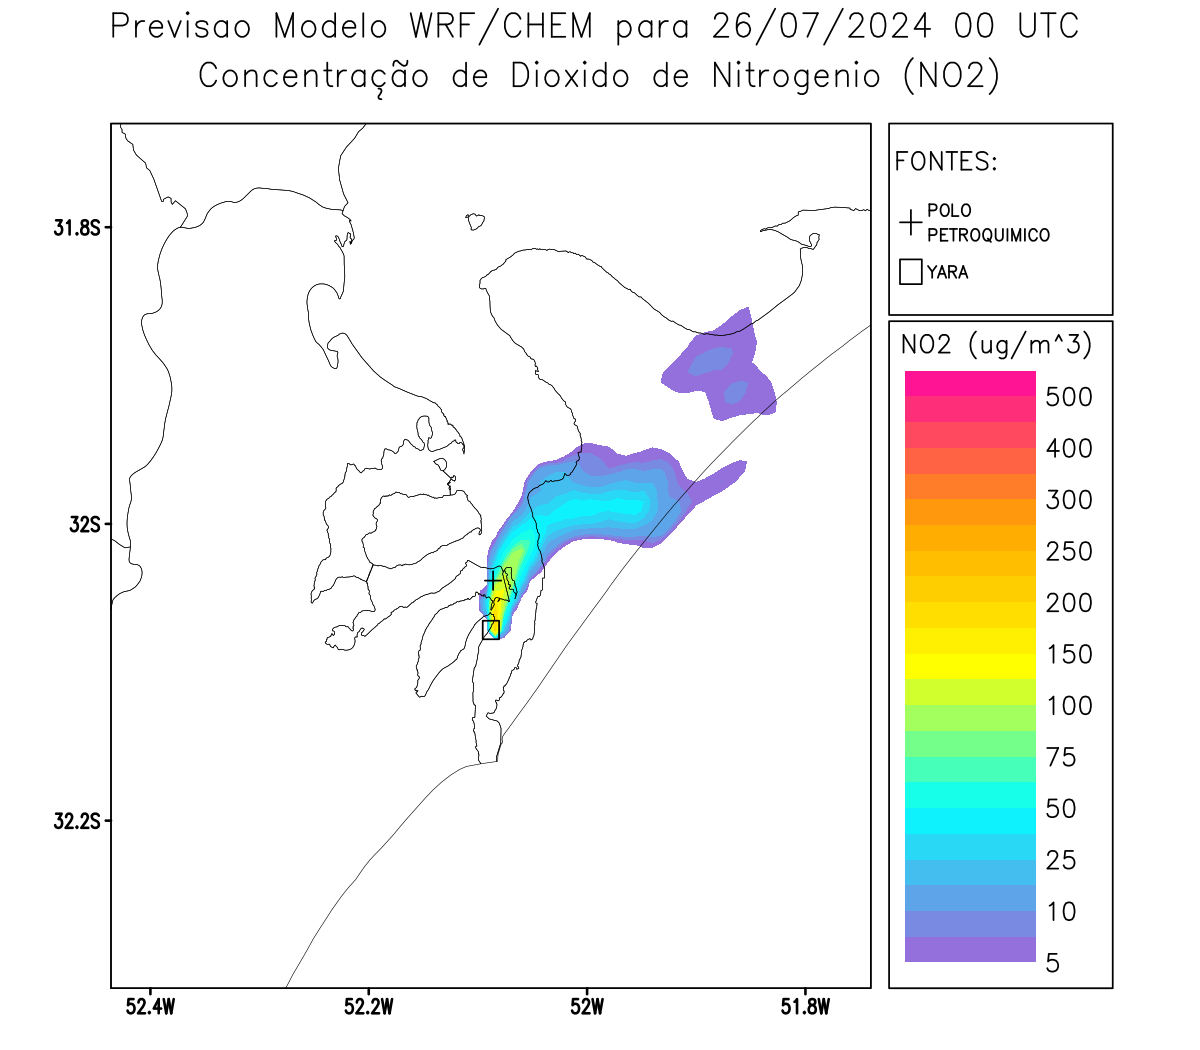 Previsao Modelo WRF/CHEM para 26/07/2024 00 UTC
Concentração de Dioxido de Nitrogenio (NO2)
FONTES:
POLO
PETROQUIMICO
YARA
NO2 (ug/m^3)
500
400
300
250
200
150
100
75
50
25
10
5
31.8S
32S
32.2S
52.4W
52.2W
52W
51.8W